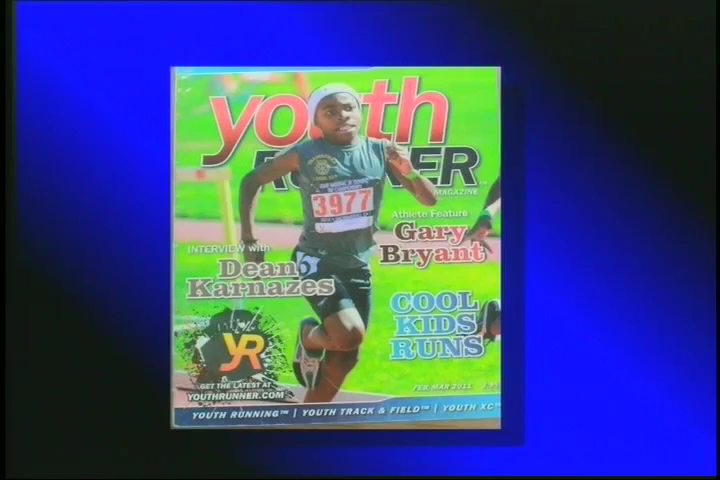 youth
RUNNER
MAGAZINE
3977
Athlete Feature
Gary
Bryant
INTERVIEW with
Dean
Karnazes
COOL
KIDS
RUNS
YR
GET THE LATEST AT
YOUTHRUNNER.COM
FEB-MAR 2011
YOUTH RUNNING™ | YOUTH TRACK & FIELD™ | YOUTH XC™